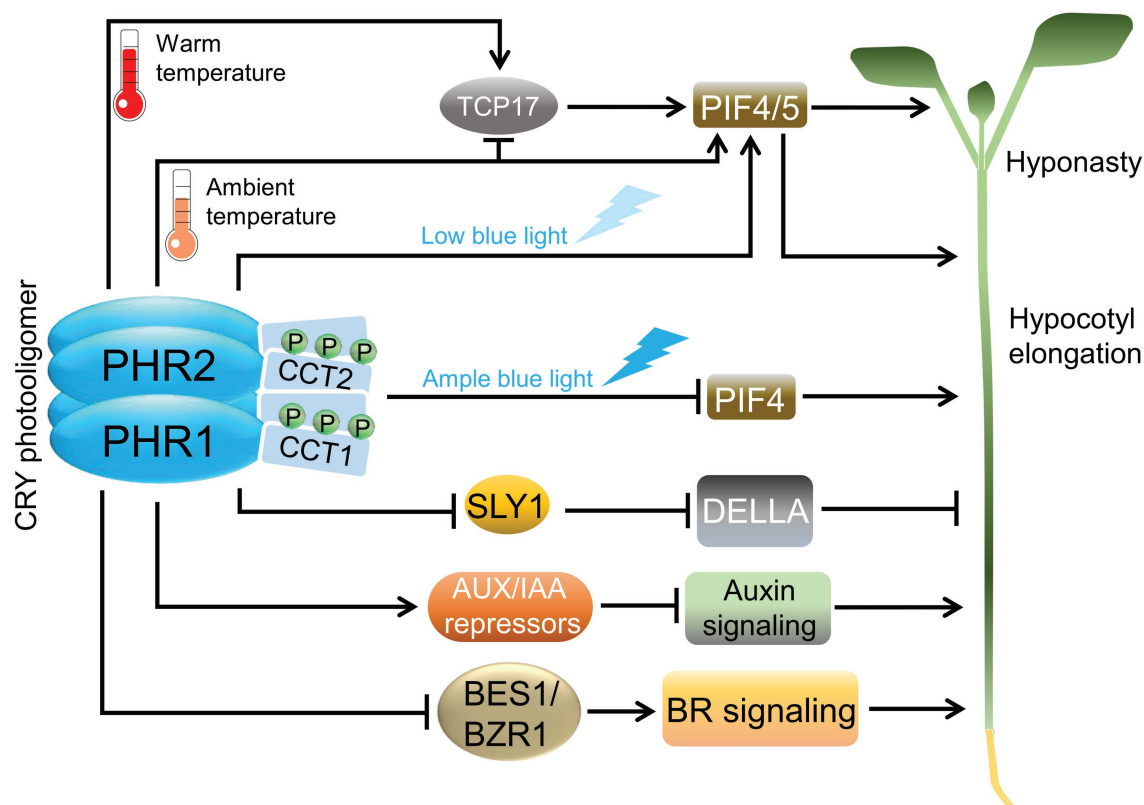 Warm
temperature
TCP17
PIF4/5
Hyponasty
Ambient
temperature
Low blue light
CRY photooligomer
PHR2
P P P
CCT2
PHR1
P P P
CCT1
Ample blue light
PIF4
Hypocotyl
elongation
SLY1
DELLA
AUX/IAA
repressors
Auxin
signaling
BES1/
BZR1
BR signaling